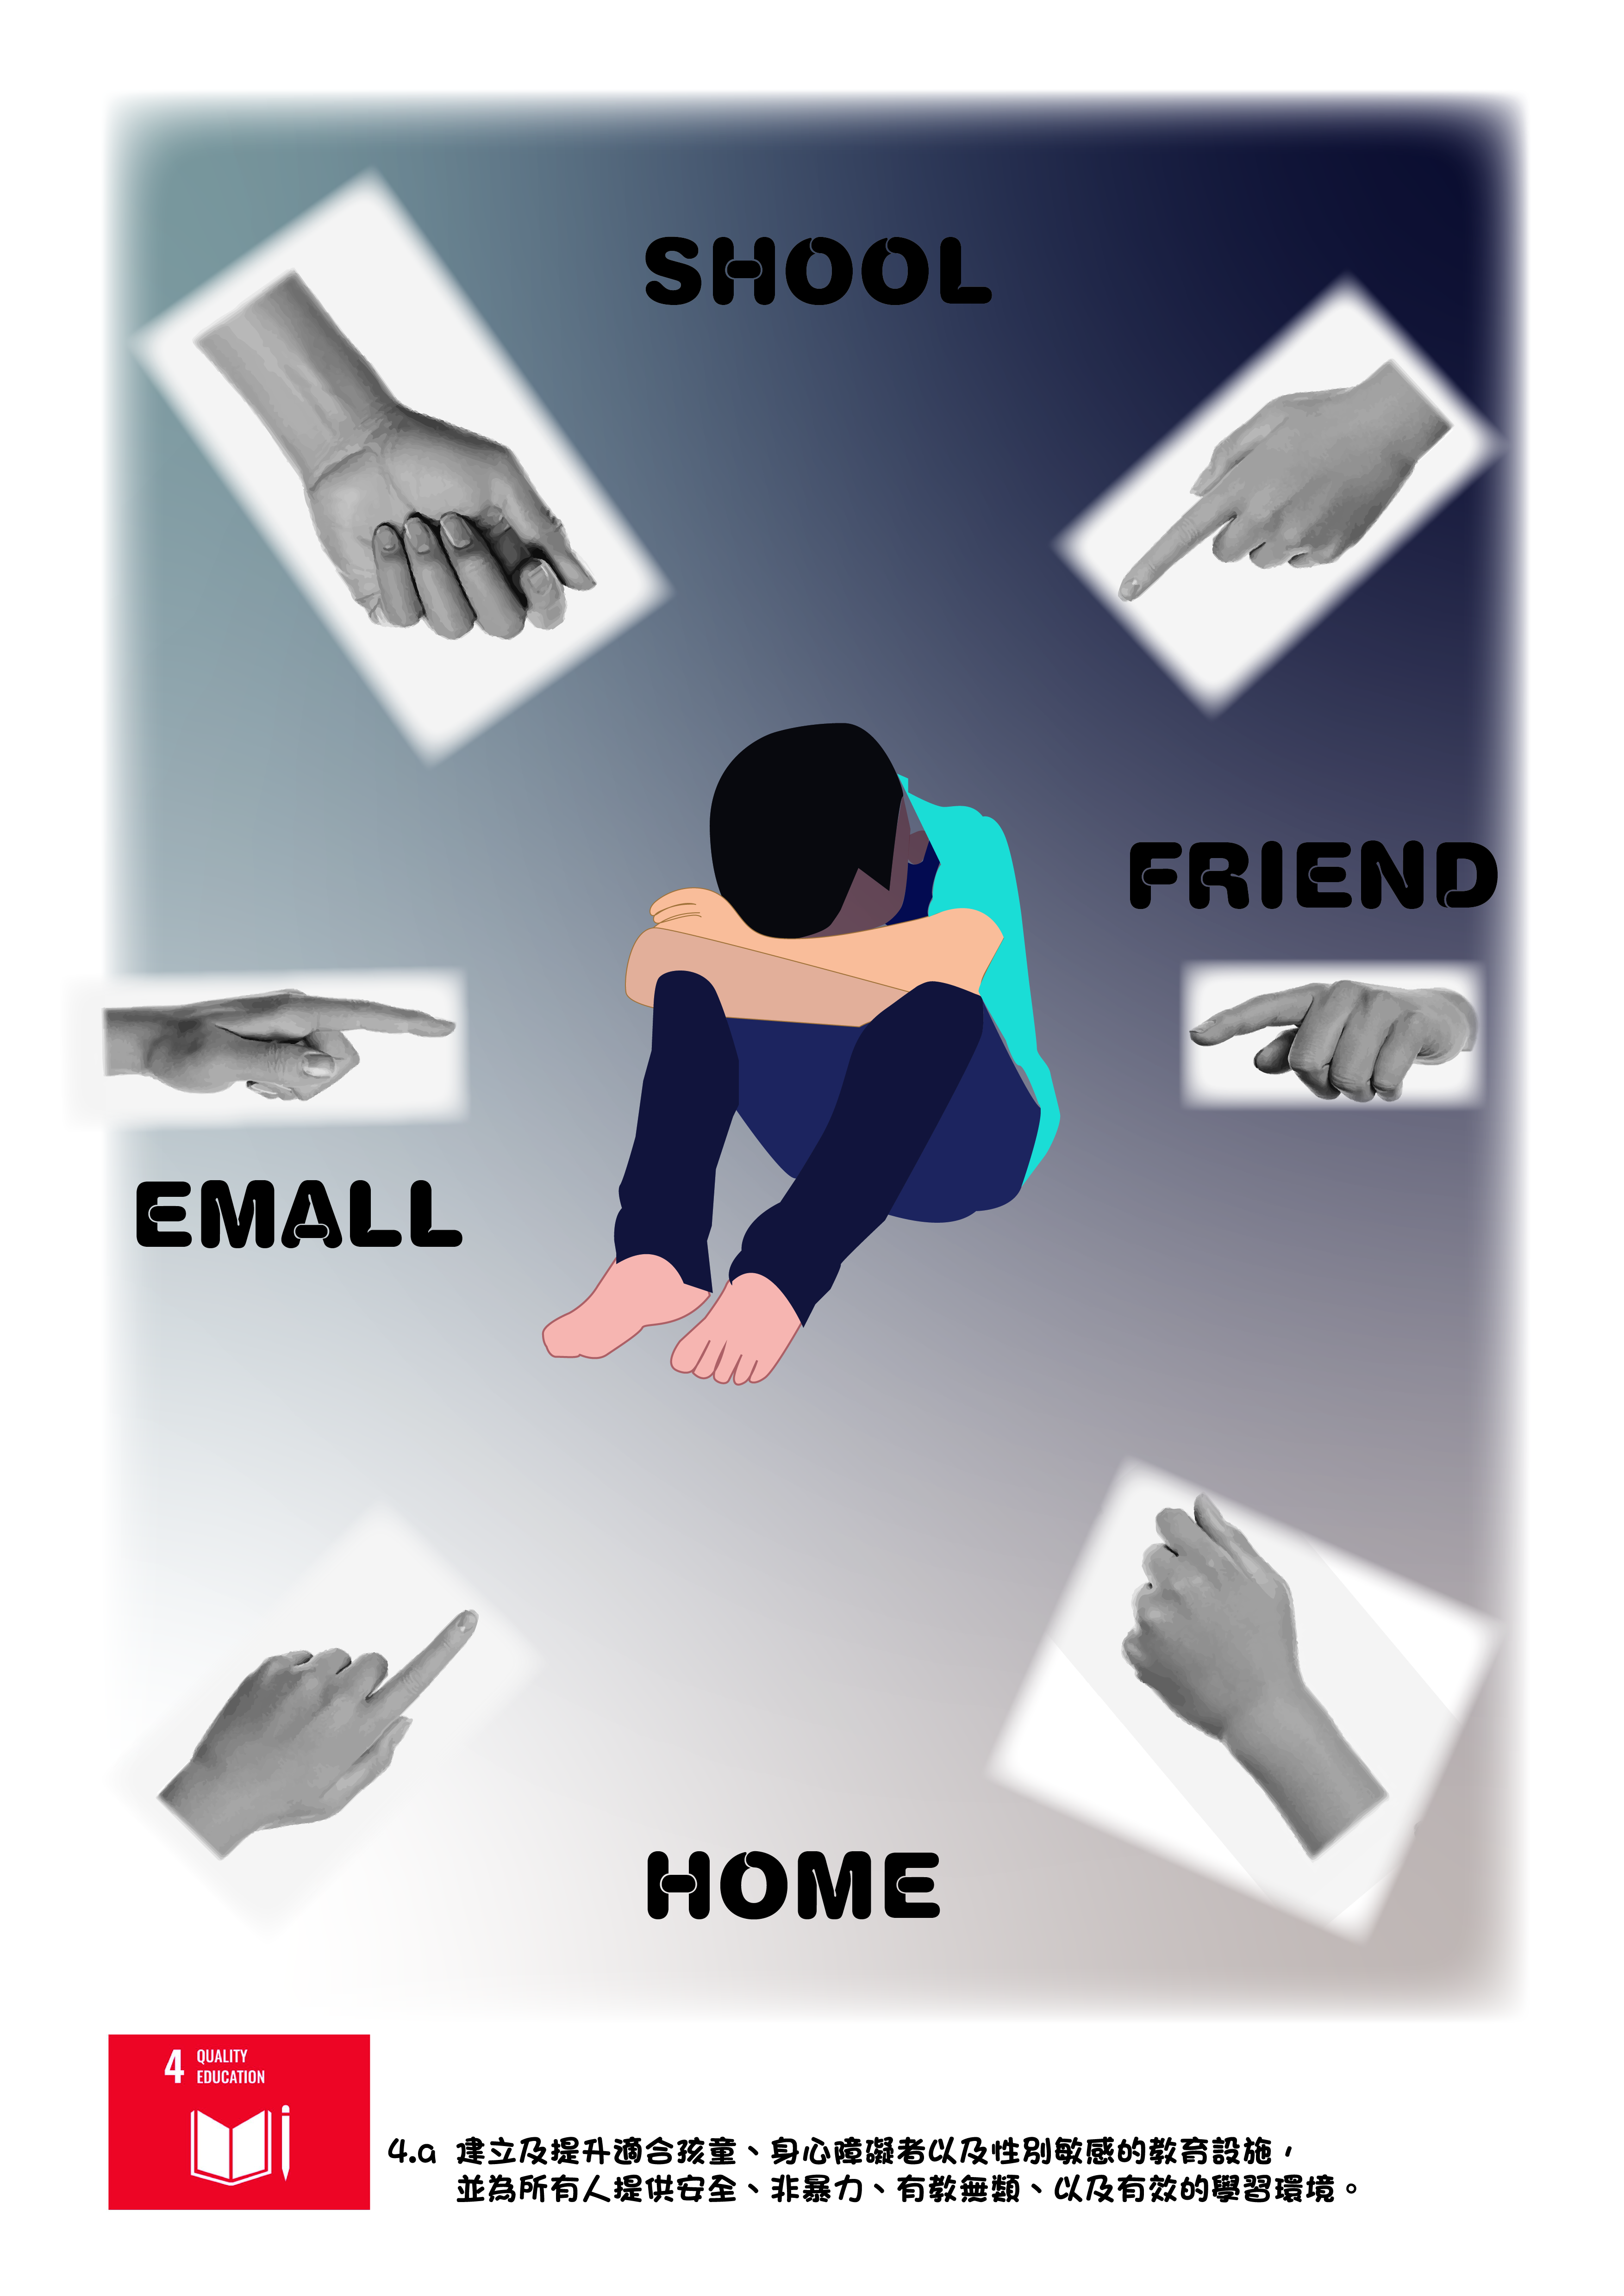 SHOOL
FRIEND
EMALL
HOME
4 QUALITY
EDUCATION
4.a 建立及提升適合孩童、身心障礙者以及性別敏感的教育設施，
並為所有人提供安全、非暴力、有教無類、以及有效的學習環境。